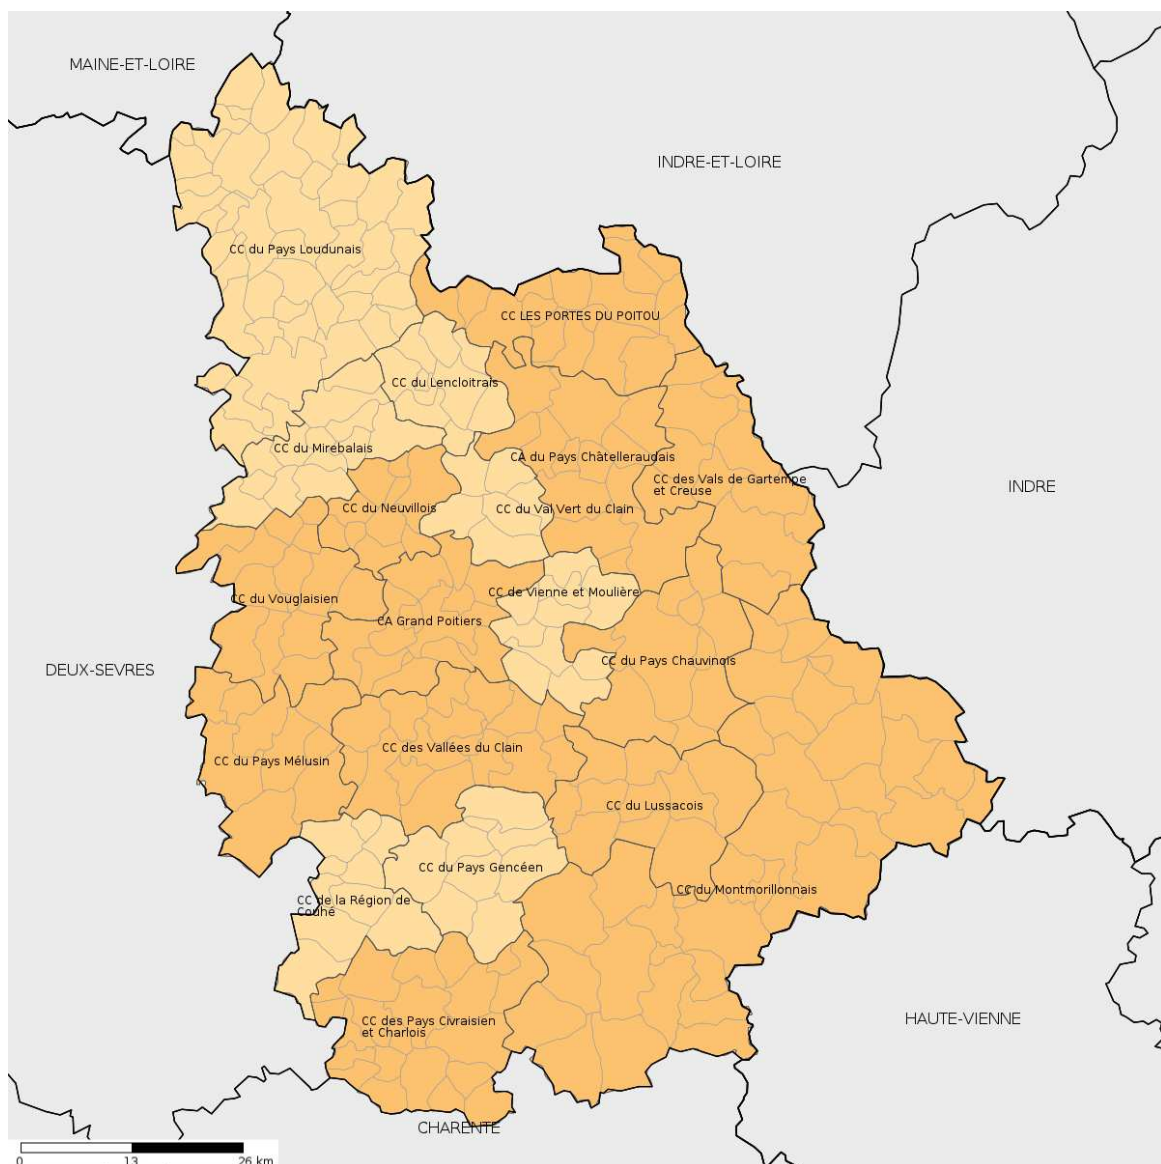 MAINE-ET-LOIRE
INDRE-ET-LOIRE
CC du Pays Loudunais
CC LES PORTES DU POITOU
CC du Lencloitrais
CC du Mirebalais
CA du Pays Châtelleraudais
CC des Vals de Gartempe
et Creuse
INDRE
CC du Neuvillois
CC du Val Vert du Clain
CC du Vouglaisien
CC de Vienne et Moulière
CA Grand Poitiers
DEUX-SEVRES
CC du Pays Chauvinois
CC du Pays Mélusin
CC des Vallées du Clain
CC du Lussacois
CC du Pays Gencéen
CC du Montmorillonnais
CC de la Région de
Couhé
CC des Pays Civraisien
et Charlois
HAUTE-VIENNE
CHARENTE
0 13 26 km